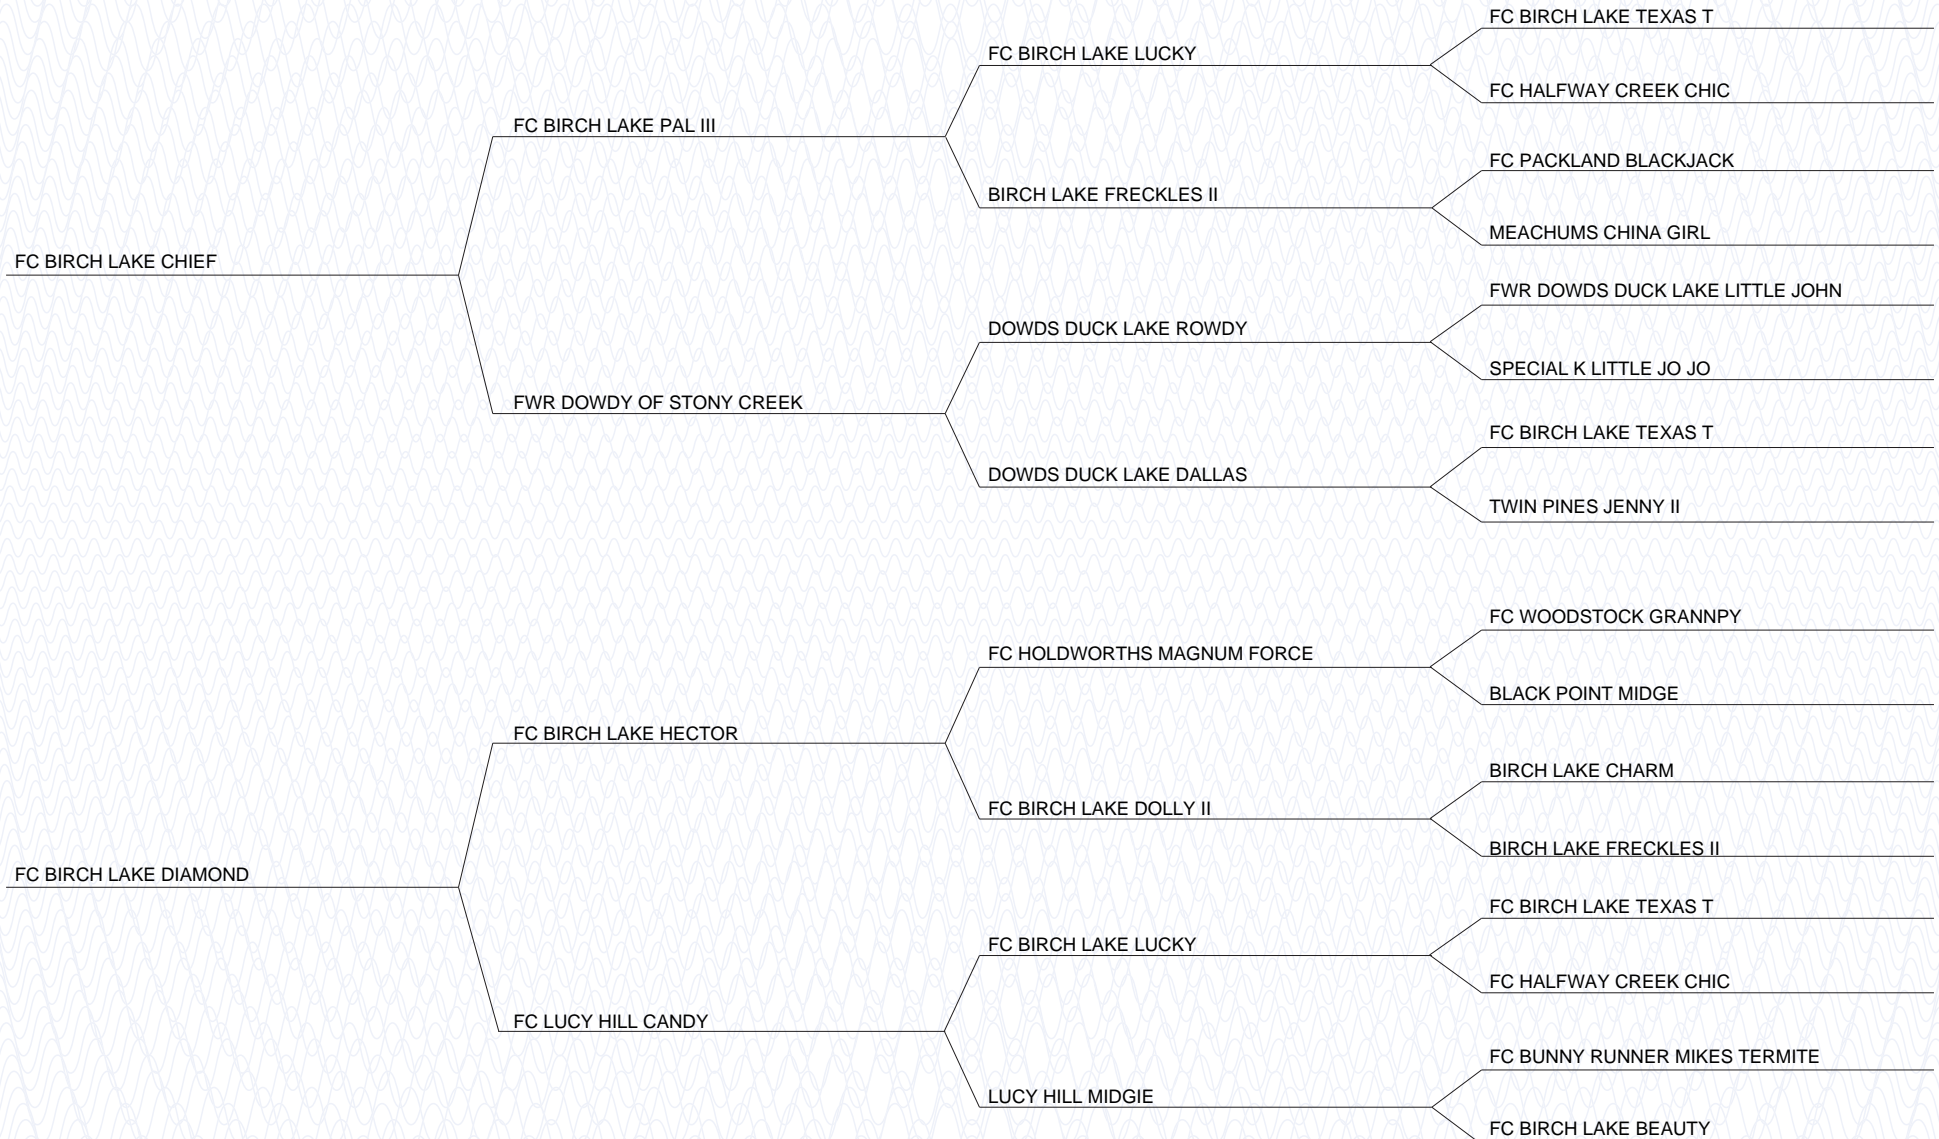 FC BIRCH LAKE TEXAS T
FC BIRCH LAKE LUCKY
FC HALFWAY CREEK CHIC
FC BIRCH LAKE PAL III
FC PACKLAND BLACKJACK
BIRCH LAKE FRECKLES II
MEACHUMS CHINA GIRL
FC BIRCH LAKE CHIEF
FWR DOWDS DUCK LAKE LITTLE JOHN
DOWDS DUCK LAKE ROWDY
SPECIAL K LITTLE JO JO
FWR DOWDY OF STONY CREEK
FC BIRCH LAKE TEXAS T
DOWDS DUCK LAKE DALLAS
TWIN PINES JENNY II
FC WOODSTOCK GRANNPY
FC HOLDWORTHS MAGNUM FORCE
BLACK POINT MIDGE
FC BIRCH LAKE HECTOR
BIRCH LAKE CHARM
FC BIRCH LAKE DOLLY II
BIRCH LAKE FRECKLES II
FC BIRCH LAKE DIAMOND
FC BIRCH LAKE TEXAS T
FC BIRCH LAKE LUCKY
FC HALFWAY CREEK CHIC
FC LUCY HILL CANDY
FC BUNNY RUNNER MIKES TERMITE
LUCY HILL MIDGIE
FC BIRCH LAKE BEAUTY